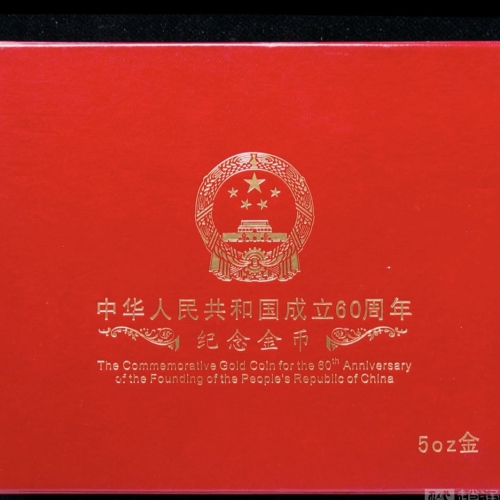 中华人民共和国成立60周年
纪念金币
The Commemorative Gold Coin for the 60th Anniversary
of the Founding of the People's Republic of China
5oz金